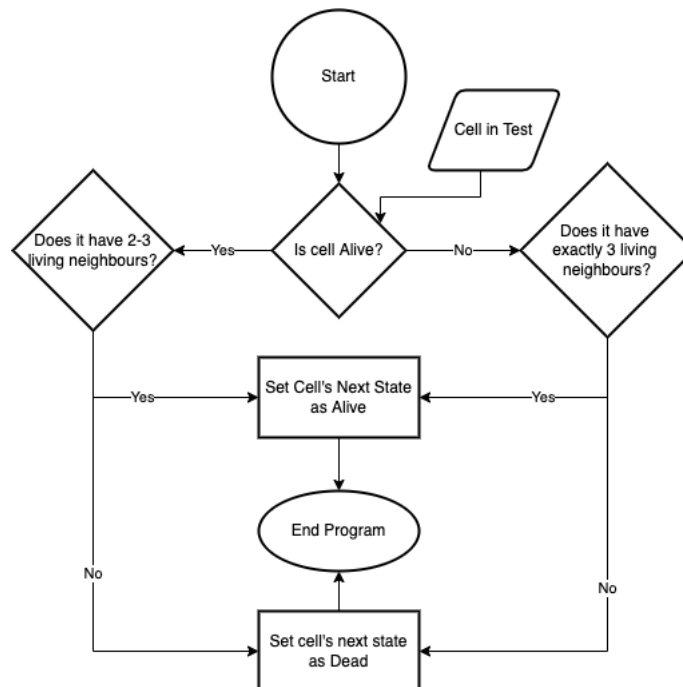 Start
Cell in Test
Does it have 2-3
living neighbours?
Yes
Is cell Alive?
No
Does it have
exactly 3 living
neighbours?
Yes
Set Cell's Next State
as Alive
Yes
End Program
No
No
Set cell's next state
as Dead